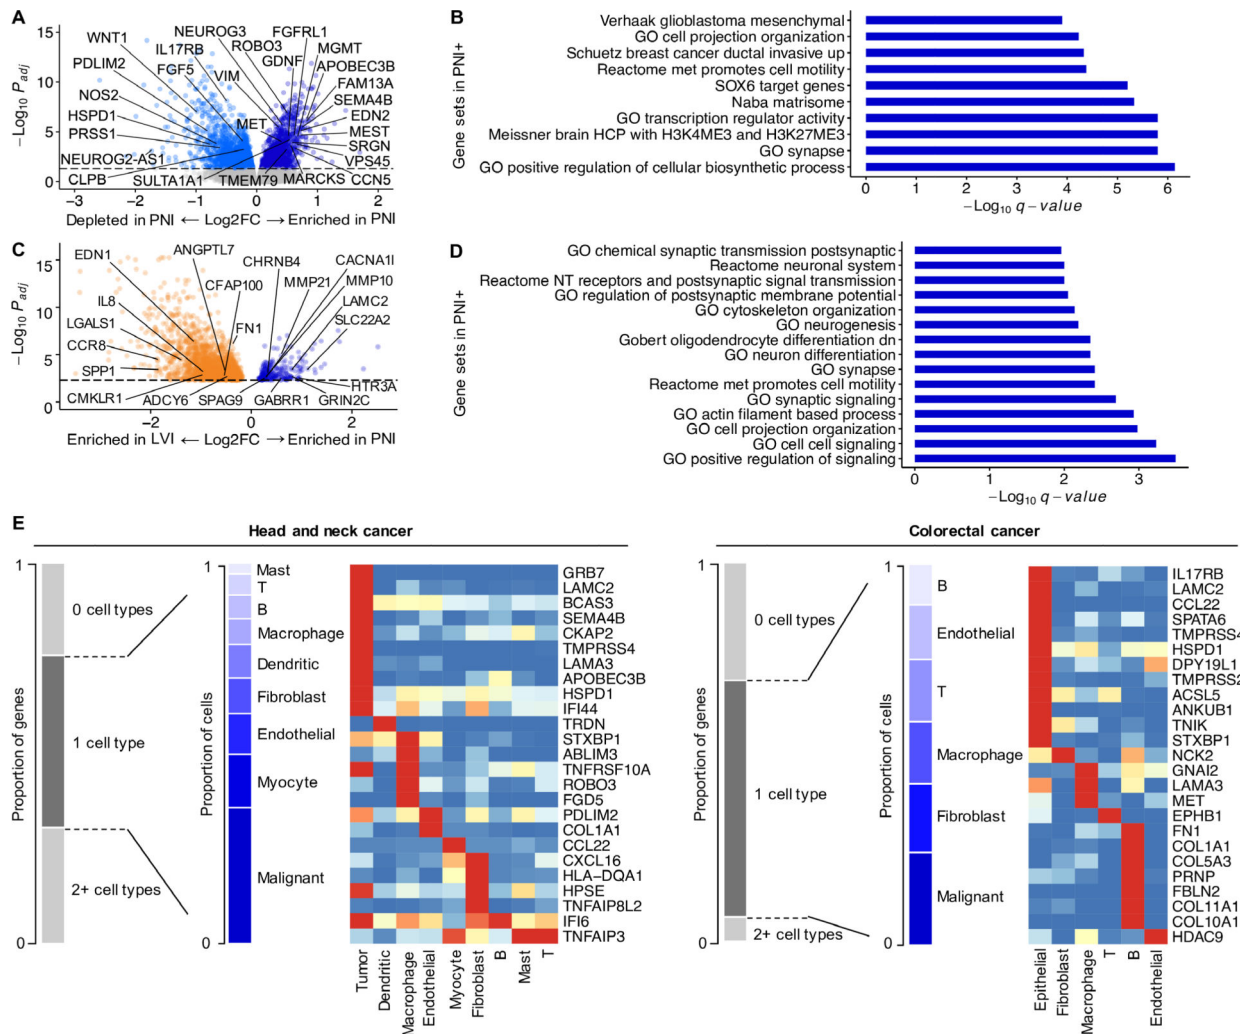 A
15
10
5
0
−Log10 Padj
WNT1
NEUROG3
FGFRL1
IL17RB
ROBO3
MGMT
PDLIM2
FGF5
GDNF
APOBEC3B
VIM
FAM13A
NOS2
SEMA4B
HSPD1
MET
EDN2
PRSS1
MEST
SRGN
NEUROG2-AS1
VPS45
CLPB
SULTA1A1
TMEM79
MARCKS
CCN5
−3 −2 −1 0 1 2
Depleted in PNI ← Log2FC → Enriched in PNI
B
Gene sets in PNI+
Verhaak glioblastoma mesenchymal
GO cell projection organization
Schuetz breast cancer ductal invasive up
Reactome met promotes cell motility
SOX6 target genes
Naba matrisome
GO transcription regulator activity
Meissner brain HCP with H3K4ME3 and H3K27ME3
GO synapse
GO positive regulation of cellular biosynthetic process
0 1 2 3 4 5 6
−Log10 q−value
C
15
10
5
0
−Log10 Padj
EDN1
ANGPTL7
CHRNB4
CACNA1I
CFAP100
MMP21
MMP10
IL8
LAMC2
LGALS1
FN1
SLC22A2
CCR8
SPP1
HTR3A
CMKLR1
ADCY6
SPAG9
GABRR1
GRIN2C
−2 0 2
Enriched in LVI ← Log2FC → Enriched in PNI
D
Gene sets in PNI+
GO chemical synaptic transmission postsynaptic
Reactome neuronal system
Reactome NT receptors and postsynaptic signal transmission
GO regulation of postsynaptic membrane potential
GO cytoskeleton organization
GO neurogenesis
Gobert oligodendrocyte differentiation dn
GO neuron differentiation
GO synapse
Reactome met promotes cell motility
GO synaptic signaling
GO actin filament based process
GO cell projection organization
GO cell cell signaling
GO positive regulation of signaling
0 1 2 3
−Log10 q−value
E
Head and neck cancer
1
0
Proportion of genes
0 cell types
1 cell type
2+ cell types
1
0
Proportion of cells
Mast
T
B
Macrophage
Dendritic
Fibroblast
Endothelial
Myocyte
Malignant
GRB7
LAMC2
BCAS3
SEMA4B
CKAP2
TMPRSS4
LAMA3
APOBEC3B
HSPD1
IFI44
TRDN
STXBP1
ABLIM3
TNFRSF10A
ROBO3
FGD5
PDLIM2
COL1A1
CCL22
CXCL16
HLA−DQA1
HPSE
TNFAIP8L2
IFI6
TNFAIP3
Tumor
Dendritic
Macrophage
Endothelial
Myocyte
Fibroblast
B
Mast
T
Colorectal cancer
1
0
Proportion of genes
0 cell types
1 cell type
2+ cell types
1
0
Proportion of cells
B
Endothelial
T
Macrophage
Fibroblast
Malignant
IL17RB
LAMC2
CCL22
SPATA6
TMPRSS4
HSPD1
DPY19L1
TMPRSS2
ACSL5
ANKUB1
TNIK
STXBP1
NCK2
GNAI2
LAMA3
MET
EPHB1
FN1
COL1A1
COL5A3
PRNP
FBLN2
COL11A1
COL10A1
HDAC9
Epithelial
Fibroblast
Macrophage
T
B
Endothelial